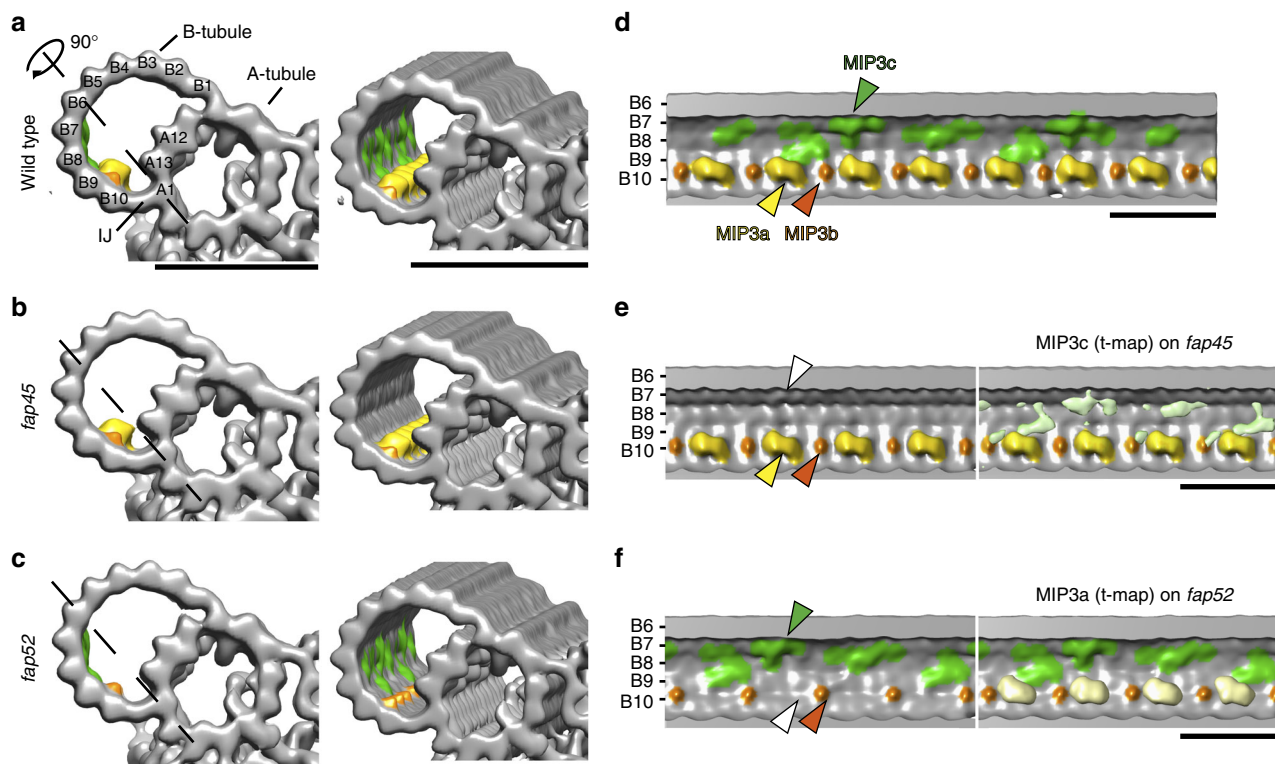 a
90°
B-tubule
A-tubule
B1
B2
B3
B4
B5
B6
B7
B8
B9
B10
A12
A13
A1
IJ
Wild type
b
fap45
c
fap52
d
MIP3c
B6
B7
B8
B9
B10
MIP3a MIP3b
e
MIP3c (t-map) on fap45
B6
B7
B8
B9
B10
f
MIP3a (t-map) on fap52
B6
B7
B8
B9
B10